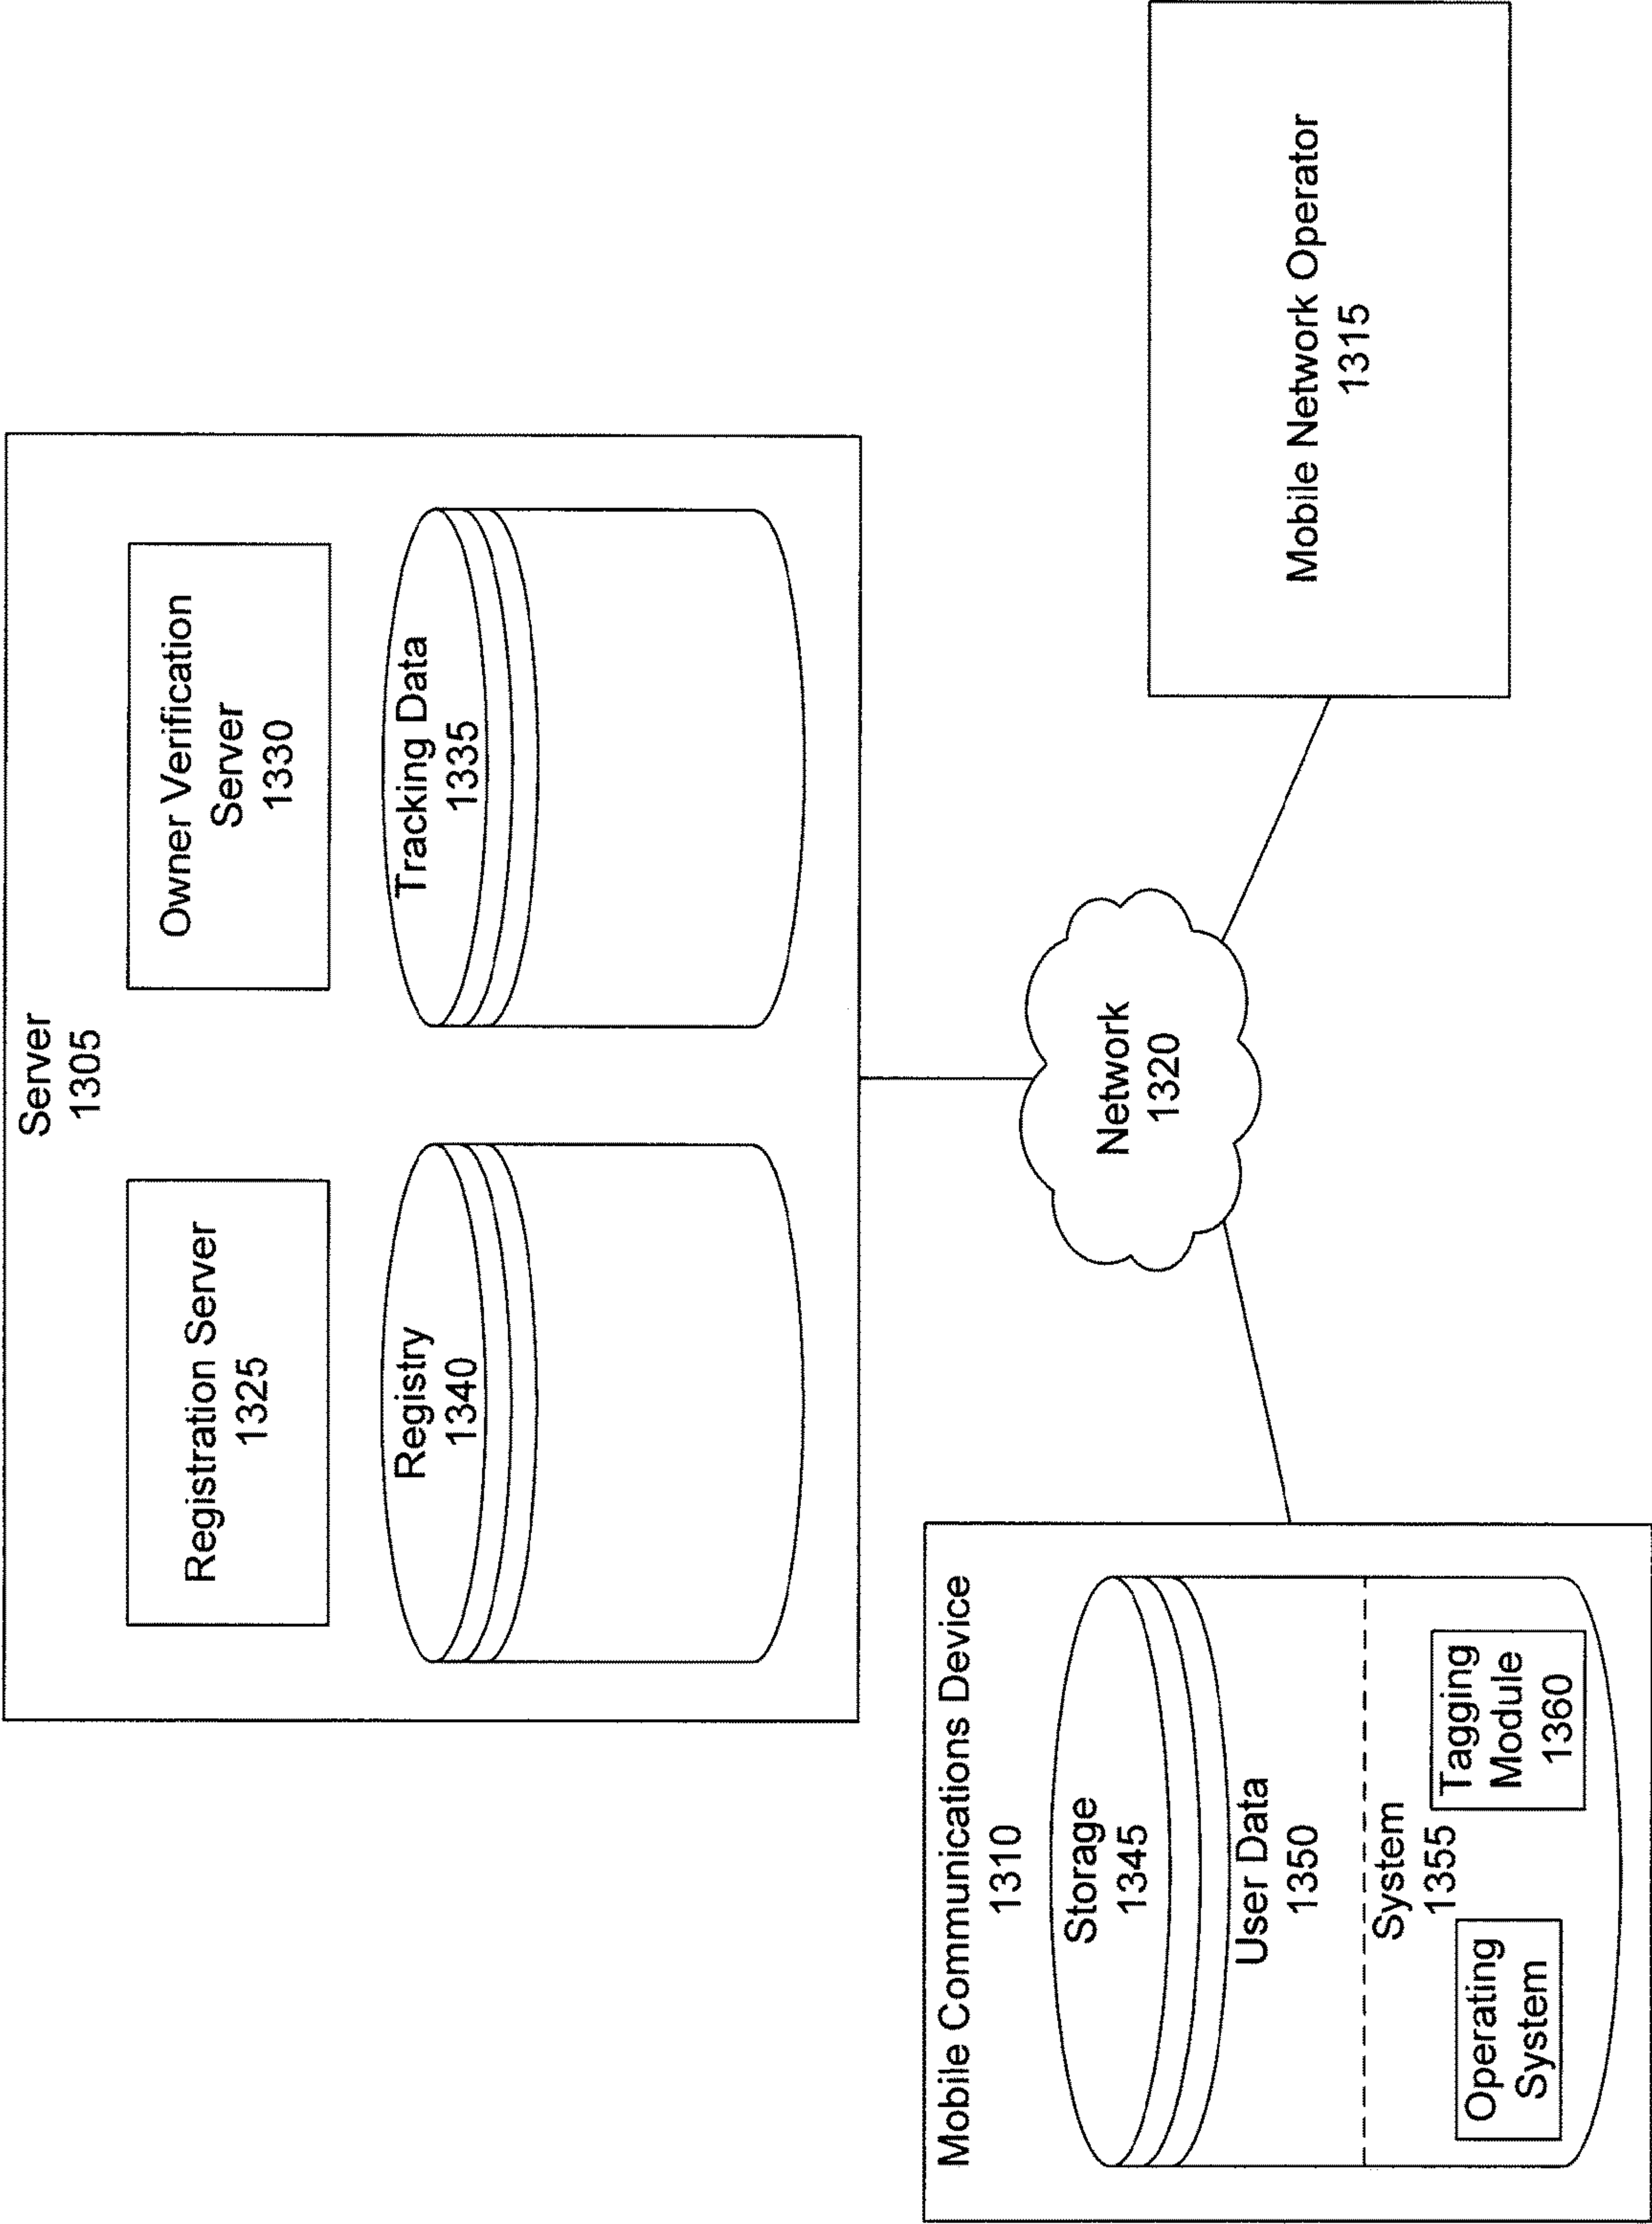 Server
1305
Registration Server
1325
Owner Verification
Server
1330
Registry
1340
Tracking Data
1335
Network
1320
Mobile Communications Device
1310
Storage
1345
User Data
1350
System
1355
Operating
System
Tagging
Module
1360
Mobile Network Operator
1315